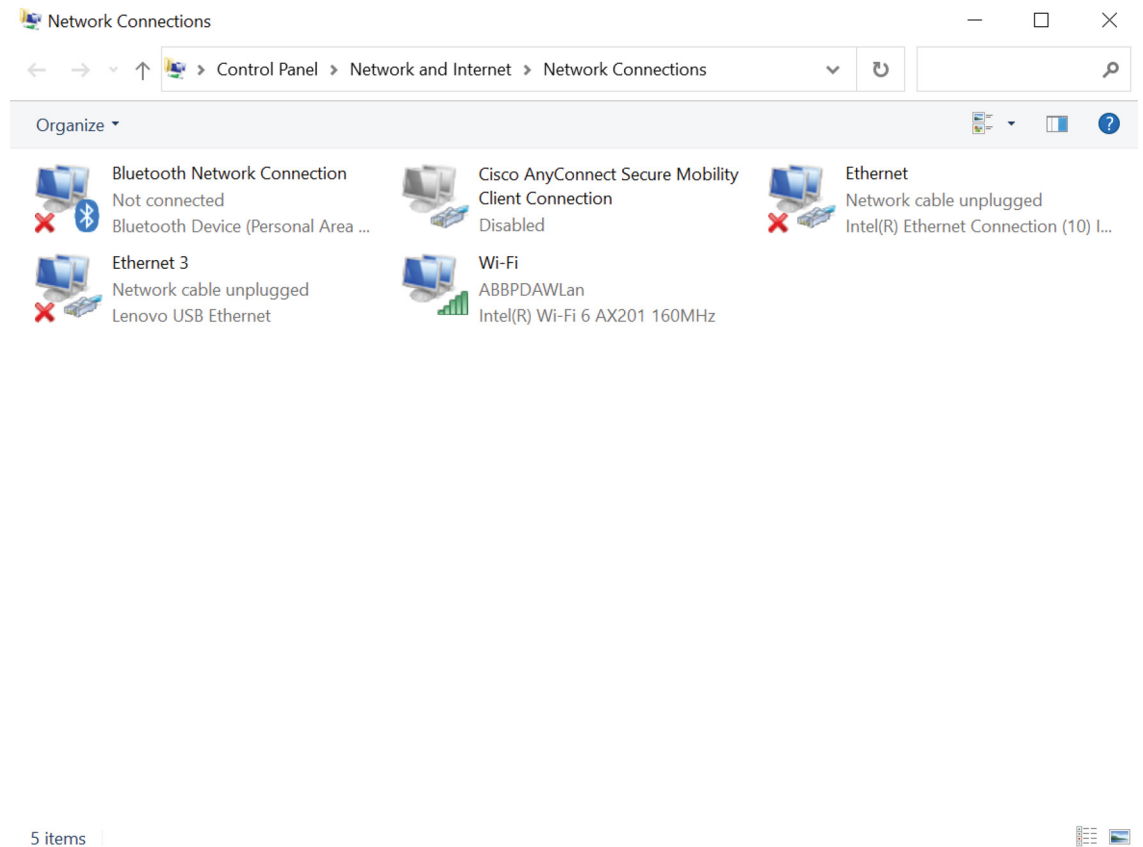 Network Connections
Control Panel > Network and Internet > Network Connections
Organize
Bluetooth Network Connection
Not connected
Bluetooth Device (Personal Area ...
Cisco AnyConnect Secure Mobility
Client Connection
Disabled
Ethernet
Network cable unplugged
Intel(R) Ethernet Connection (10) I...
Ethernet 3
Network cable unplugged
Lenovo USB Ethernet
Wi-Fi
ABBPDAWLan
Intel(R) Wi-Fi 6 AX201 160MHz
5 items